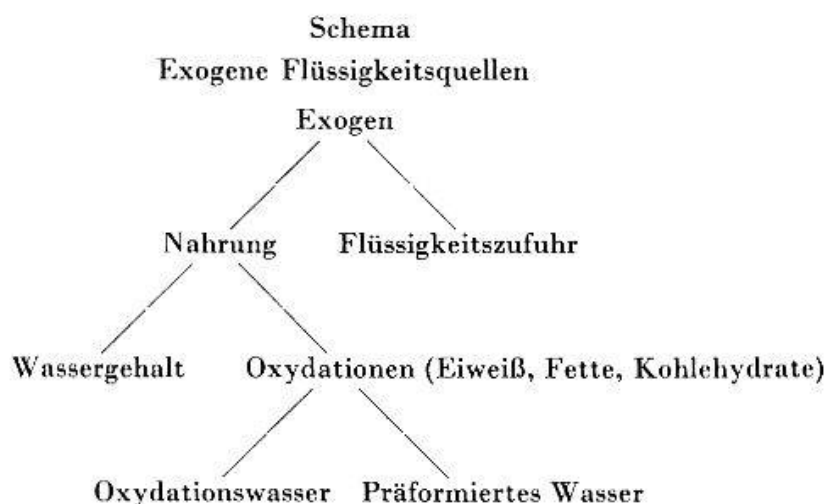 Schema
Exogene Flüssigkeitsquellen
Exogen
Nahrung Flüssigkeitszufuhr
Wassergehalt Oxydationen (Eiweiß, Fette, Kohlehydrate)
Oxydationswasser Präformiertes Wasser